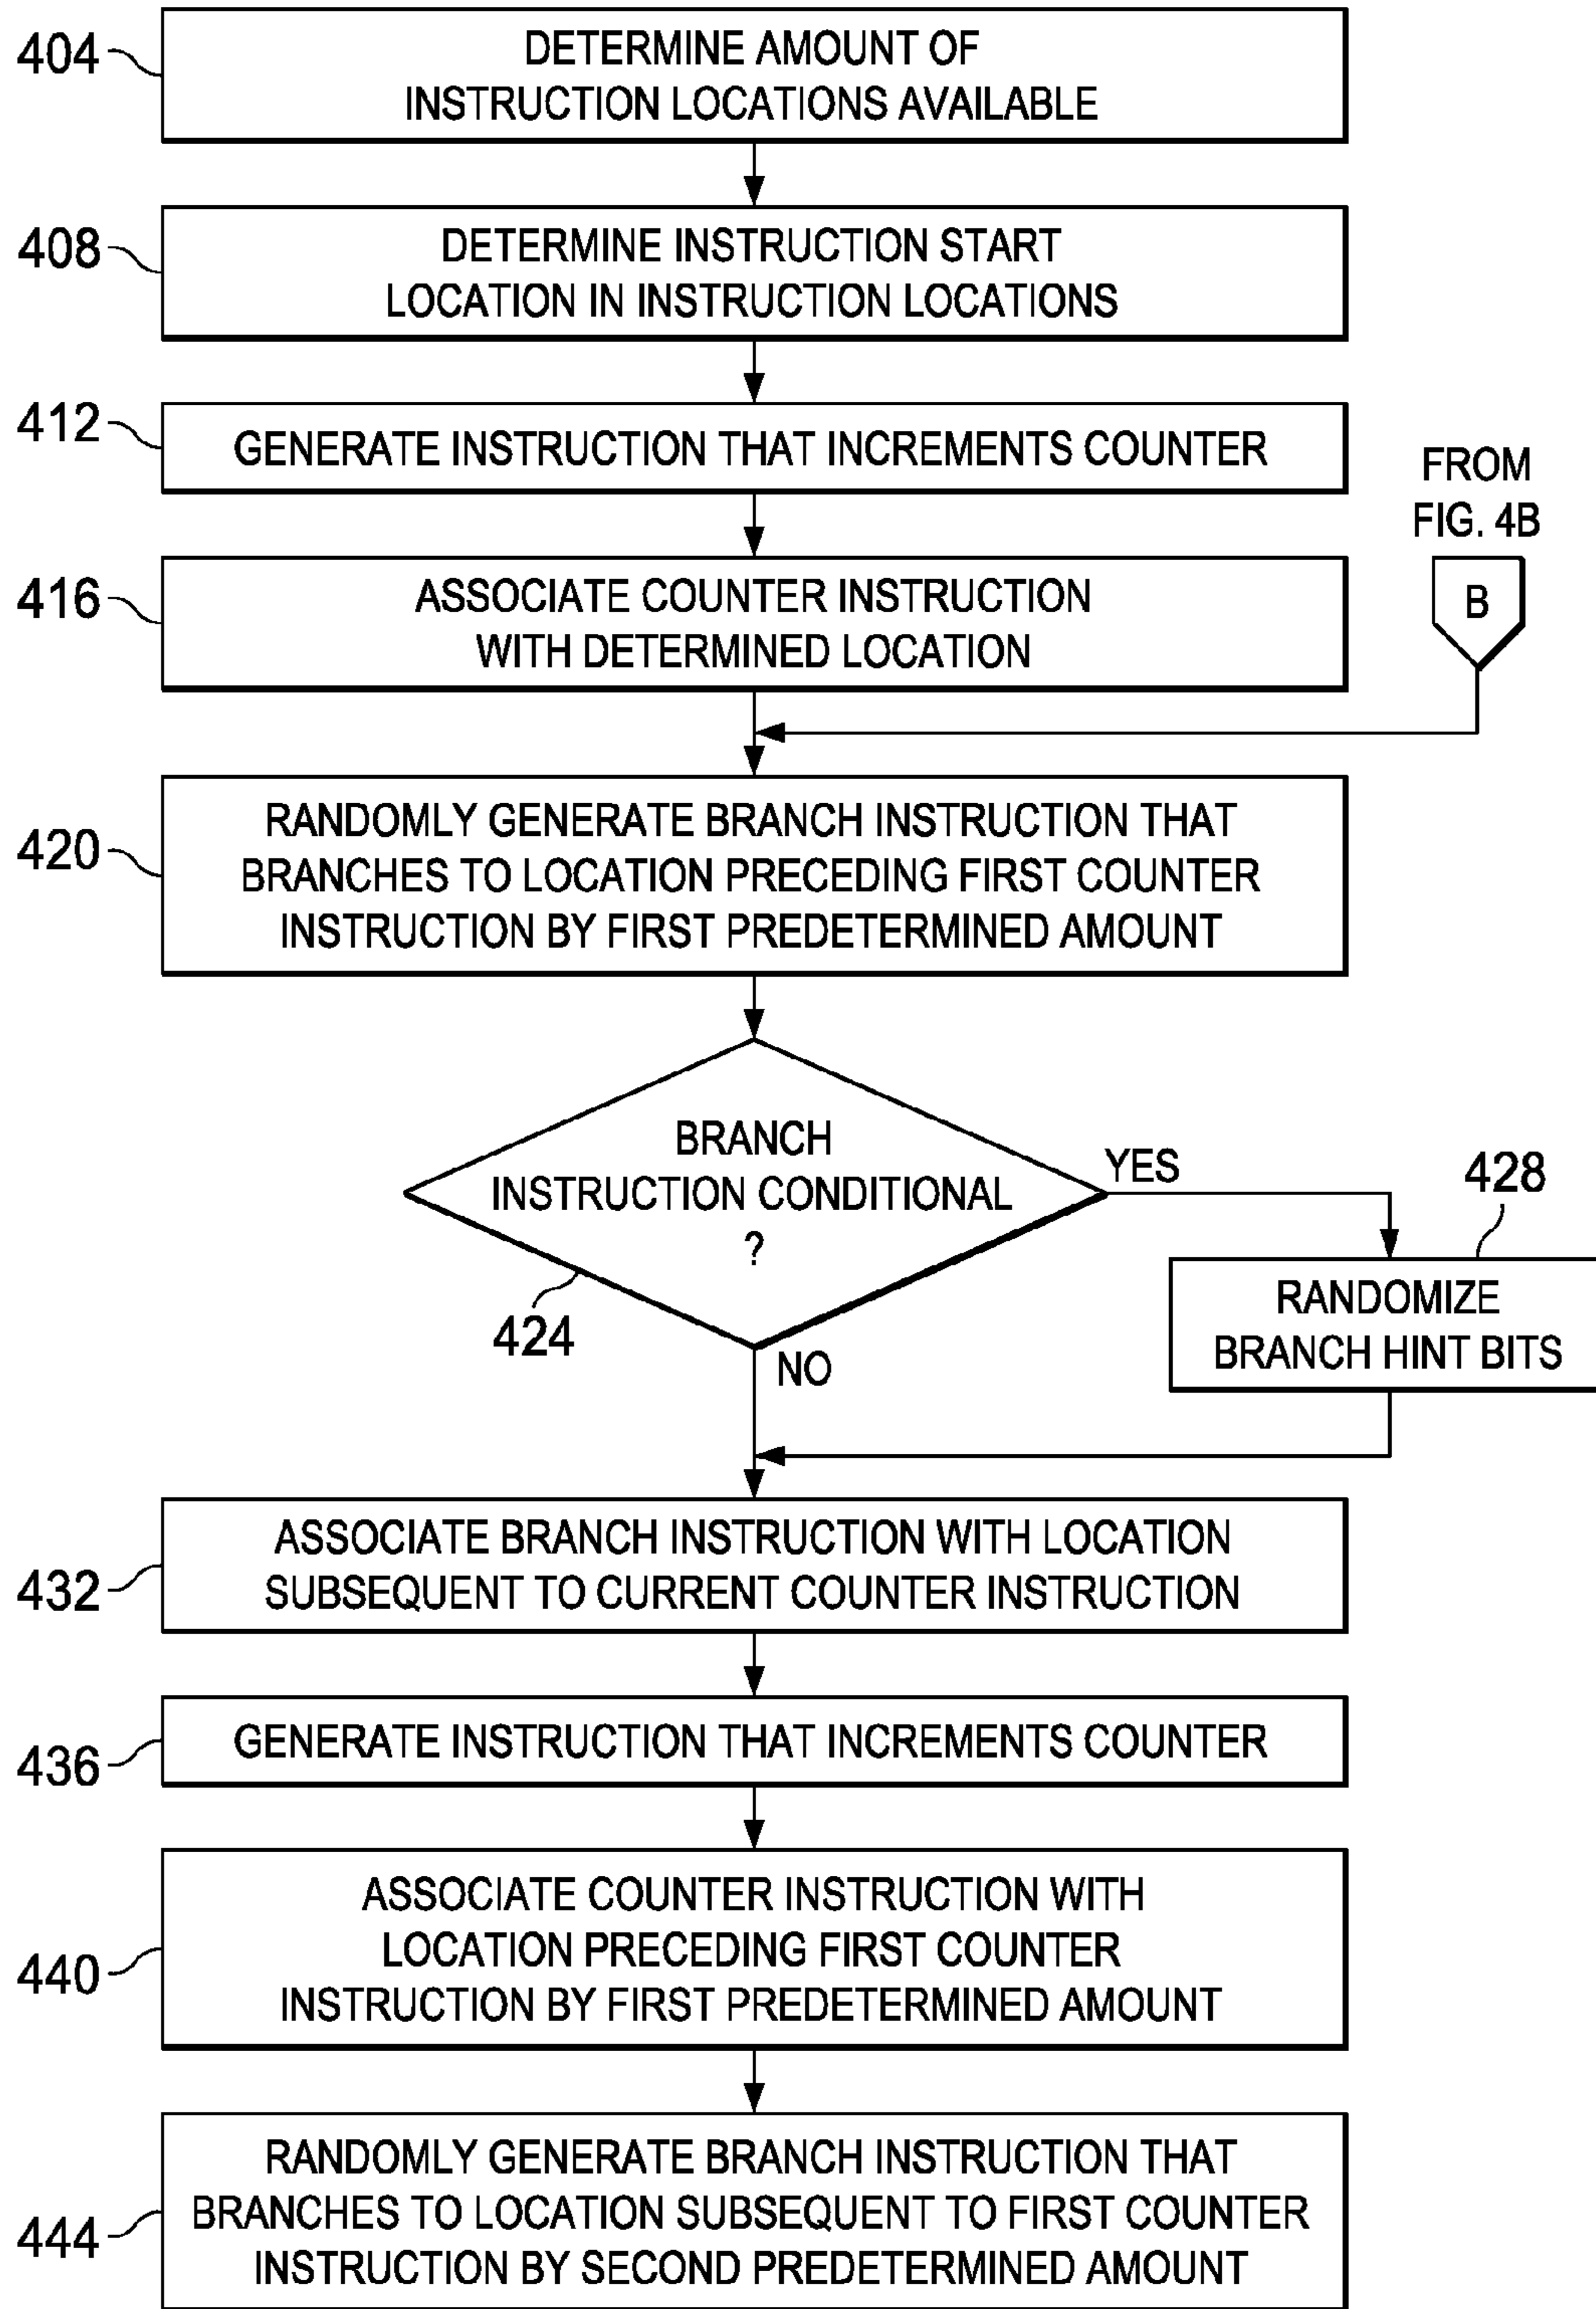 404
DETERMINE AMOUNT OF
INSTRUCTION LOCATIONS AVAILABLE
408
DETERMINE INSTRUCTION START
LOCATION IN INSTRUCTION LOCATIONS
412
GENERATE INSTRUCTION THAT INCREMENTS COUNTER
FROM
FIG. 4B
B
416
ASSOCIATE COUNTER INSTRUCTION
WITH DETERMINED LOCATION
420
RANDOMLY GENERATE BRANCH INSTRUCTION THAT
BRANCHES TO LOCATION PRECEDING FIRST COUNTER
INSTRUCTION BY FIRST PREDETERMINED AMOUNT
BRANCH
INSTRUCTION CONDITIONAL
?
424
YES
NO
428
RANDOMIZE
BRANCH HINT BITS
432
ASSOCIATE BRANCH INSTRUCTION WITH LOCATION
SUBSEQUENT TO CURRENT COUNTER INSTRUCTION
436
GENERATE INSTRUCTION THAT INCREMENTS COUNTER
440
ASSOCIATE COUNTER INSTRUCTION WITH
LOCATION PRECEDING FIRST COUNTER
INSTRUCTION BY FIRST PREDETERMINED AMOUNT
444
RANDOMLY GENERATE BRANCH INSTRUCTION THAT
BRANCHES TO LOCATION SUBSEQUENT TO FIRST COUNTER
INSTRUCTION BY SECOND PREDETERMINED AMOUNT